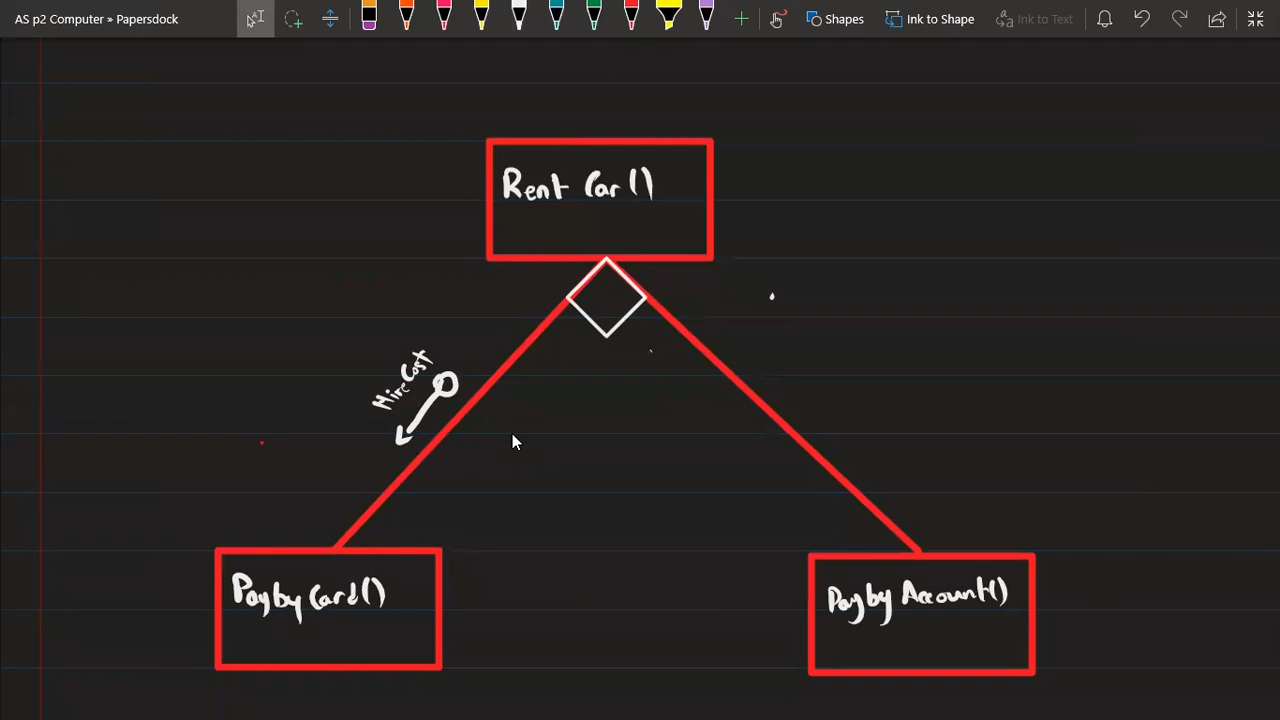 AS p2 Computer » Papersdock
Shapes
Ink to Shape
Ink to Text
Rent Car()
HireCost
PaybyCard()
PaybyAccount()